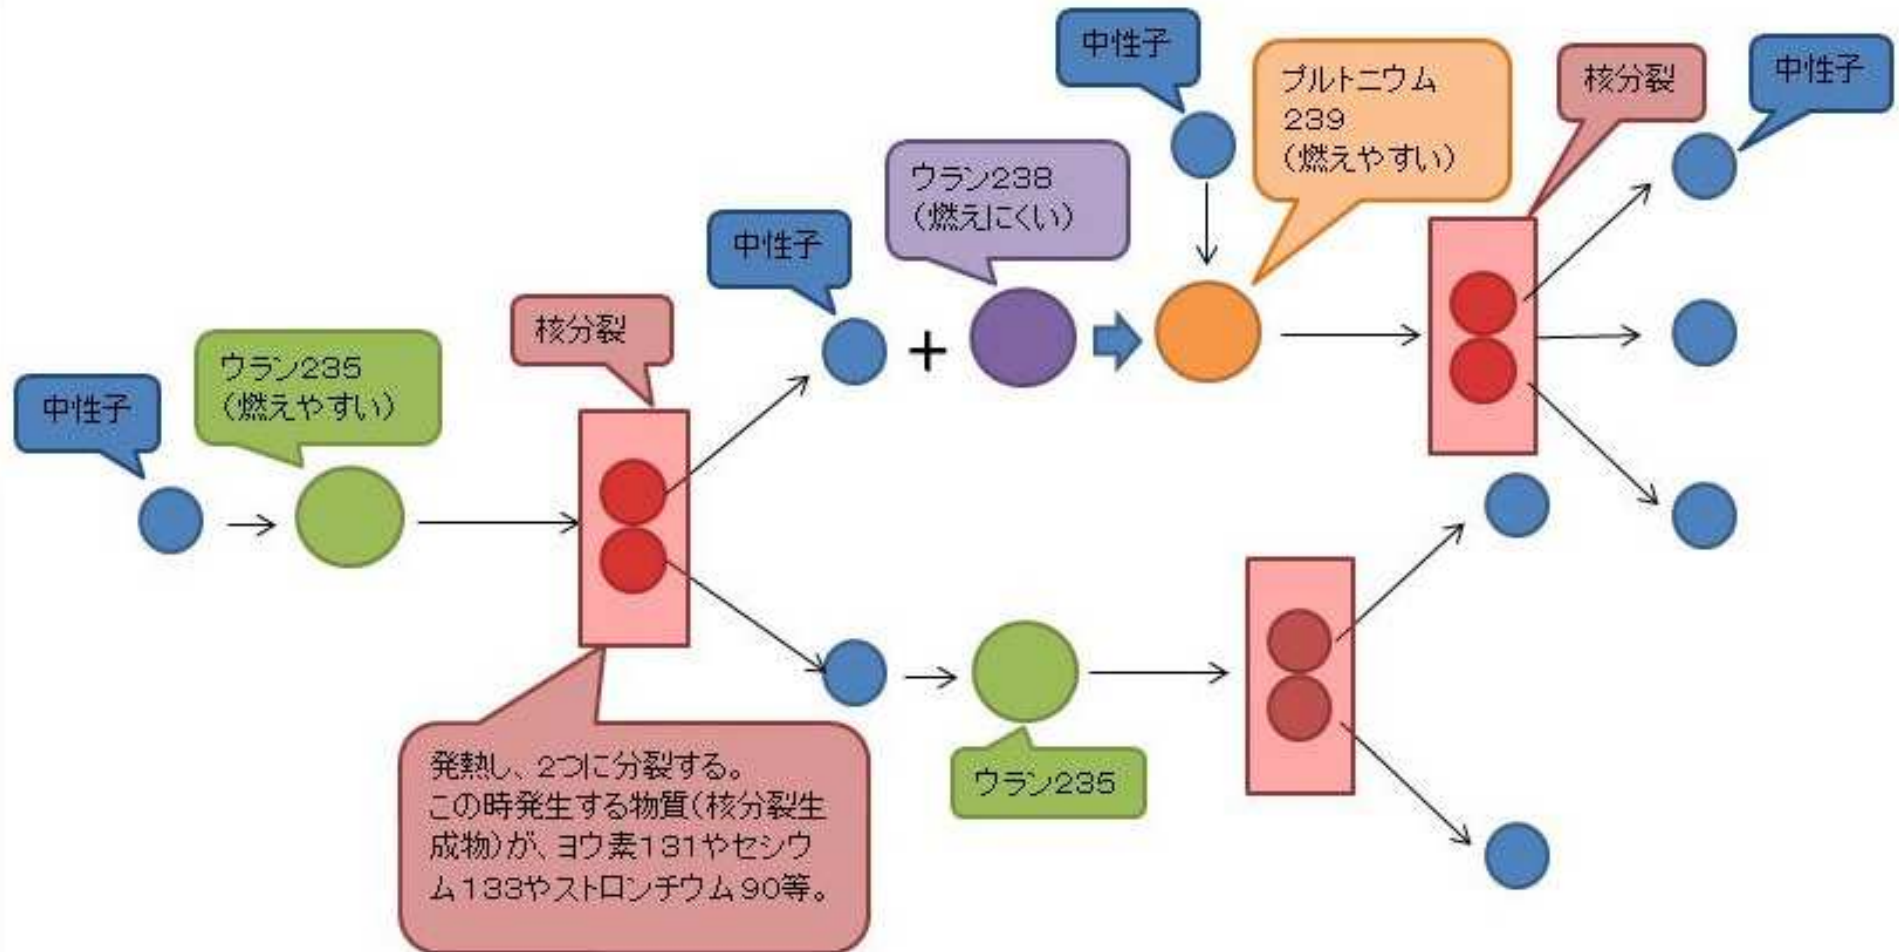 中性子
ウラン235
（燃えやすい）
核分裂
発熱し、2つに分裂する。
この時発生する物質（核分裂生
成物）が、ヨウ素131やセシウ
ム133やストロンチウム90等。
中性子
ウラン238
（燃えにくい）
中性子
プルトニウム
239
（燃えやすい）
核分裂
中性子
ウラン235